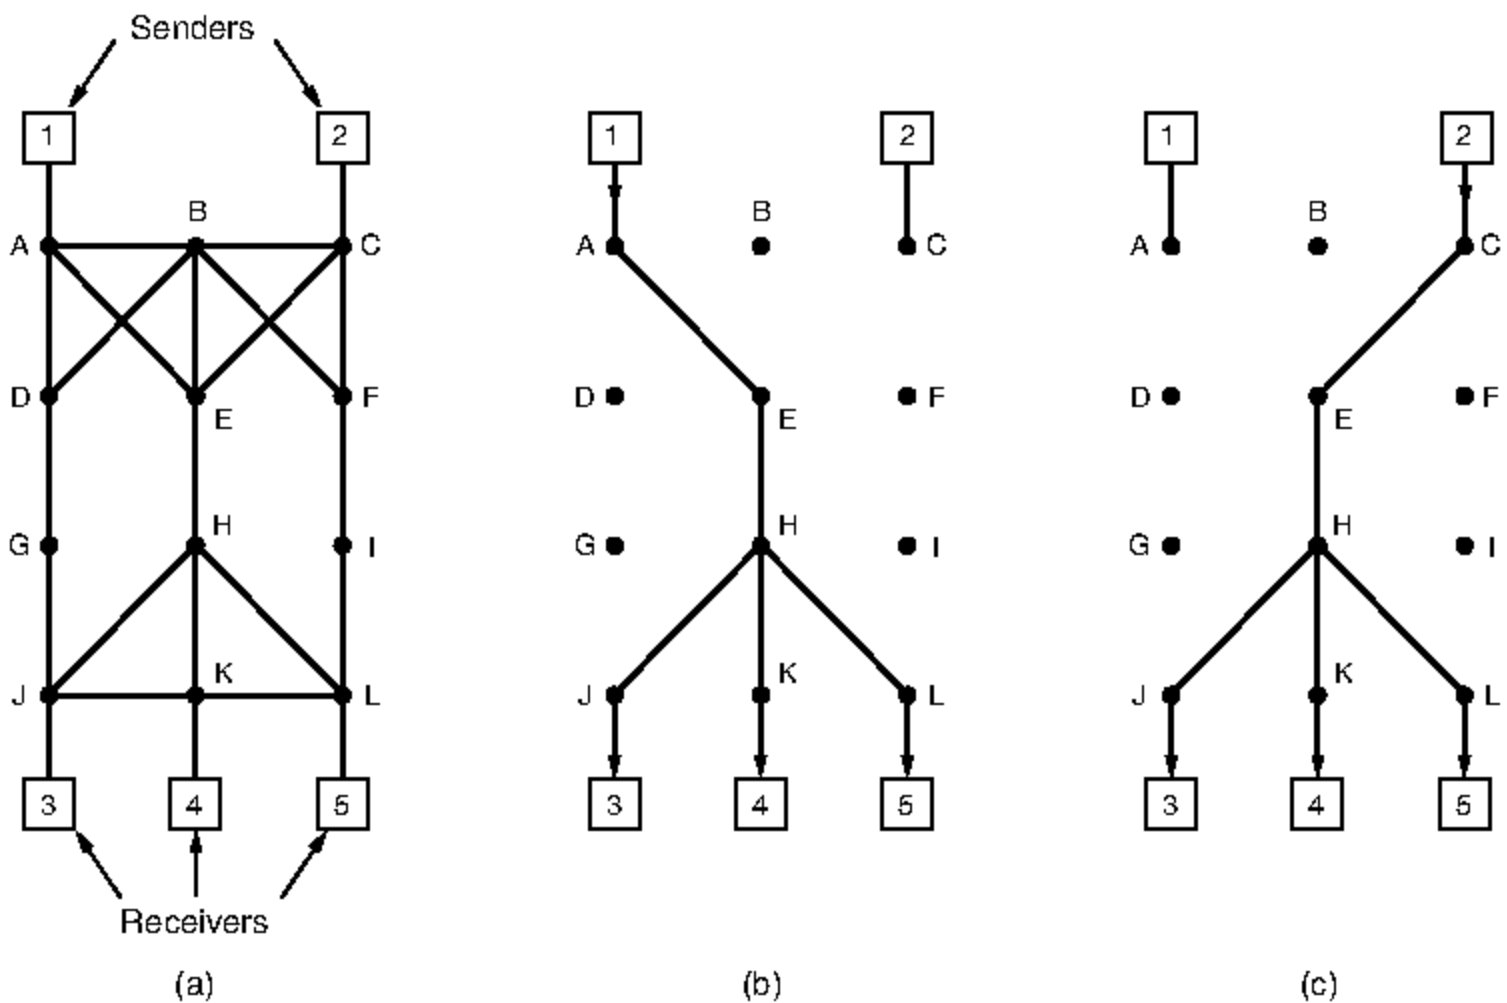 Senders
1 2 1 2 1 2
B B B
A C A C A C
D F D F D F
E E E
H H H
G I G I G I
K K K
J L J L J L
3 4 5 3 4 5 3 4 5
Receivers
(a) (b) (c)